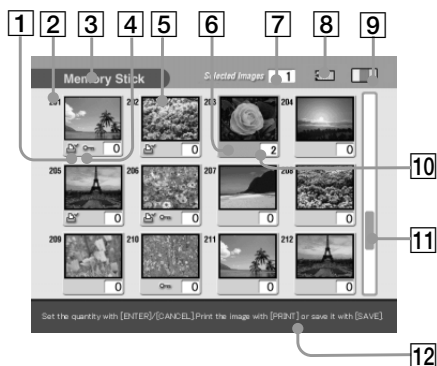 1 2 3 4 5 6 7 8 9
Memory Stick Selected Images 1
201 202 203 204
0 0 2 0
10
205 206 207 208
0 0 0 0
11
209 210 211 212
0 0 0 0
Set the quantity with [ENTER]/[CANCEL].Print the image with [PRINT] or save it with [SAVE].
12